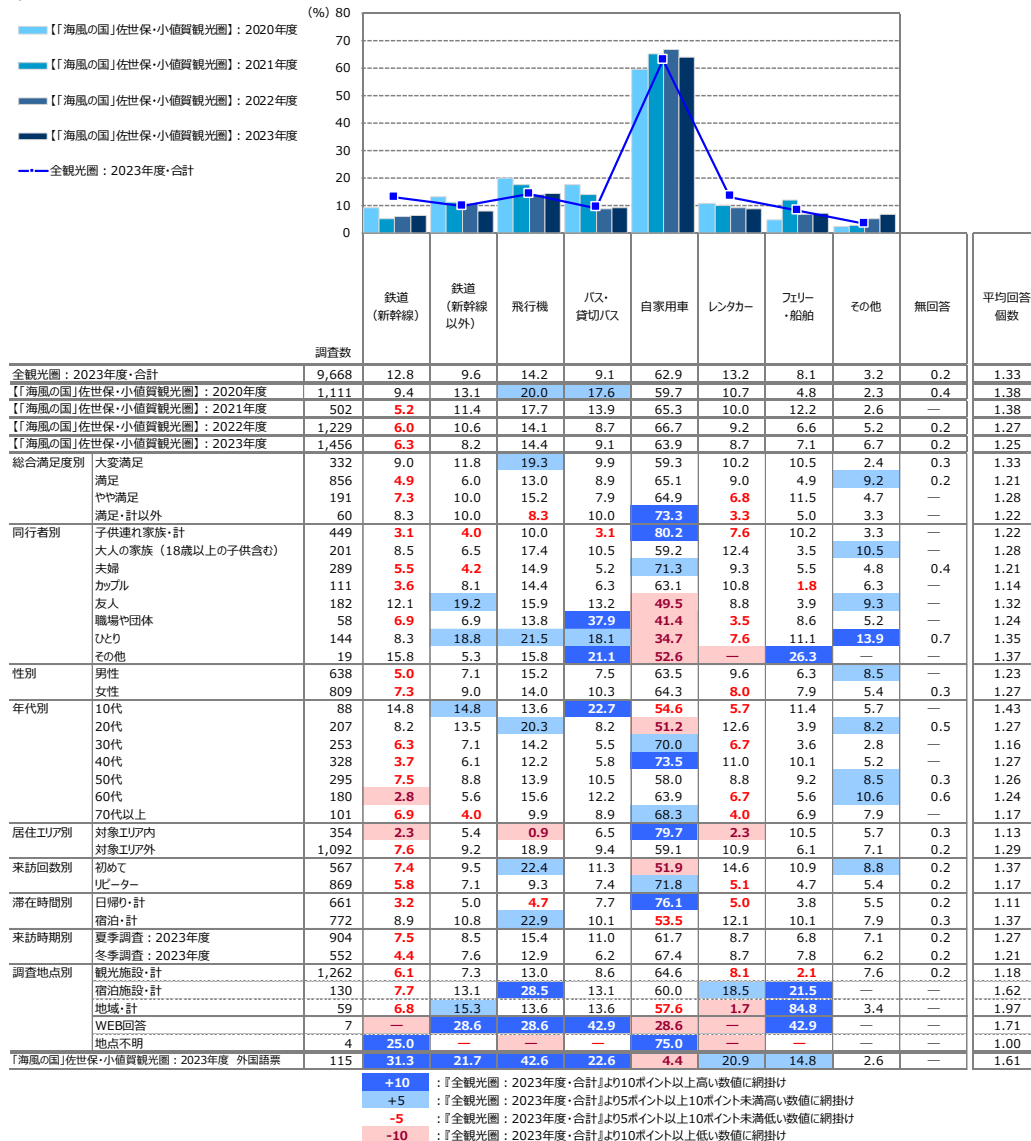 (%)
80
70
60
50
40
30
20
10
0
【「海風の国」佐世保・小値賀観光圏】：2020年度
【「海風の国」佐世保・小値賀観光圏】：2021年度
【「海風の国」佐世保・小値賀観光圏】：2022年度
【「海風の国」佐世保・小値賀観光圏】：2023年度
全観光圏：2023年度・合計
調査数 鉄道（新幹線） 鉄道（新幹線以外） 飛行機 バス・貸切バス 自家用車 レンタカー フェリー・船舶 その他 無回答 平均回答個数
全観光圏：2023年度・合計 9,668 12.8 9.6 14.2 9.1 62.9 13.2 8.1 3.2 0.2 1.33
【「海風の国」佐世保・小値賀観光圏】：2020年度 1,111 9.4 13.1 20.0 17.6 59.7 10.7 4.8 2.3 0.4 1.38
【「海風の国」佐世保・小値賀観光圏】：2021年度 502 5.2 11.4 17.7 13.9 65.3 10.0 12.2 2.6 — 1.38
【「海風の国」佐世保・小値賀観光圏】：2022年度 1,229 6.0 10.6 14.1 8.7 66.7 9.2 6.6 5.2 0.2 1.27
【「海風の国」佐世保・小値賀観光圏】：2023年度 1,456 6.3 8.2 14.4 9.1 63.9 8.7 7.1 6.7 0.2 1.25
総合満足度別 大変満足 332 9.0 11.8 19.3 9.9 59.3 10.2 10.5 2.4 0.3 1.33
満足 856 4.9 6.0 13.0 8.9 65.1 9.0 4.9 9.2 0.2 1.21
やや満足 191 7.3 10.0 15.2 7.9 64.9 6.8 11.5 4.7 — 1.28
満足・計以外 60 8.3 10.0 8.3 10.0 73.3 3.3 5.0 3.3 — 1.22
同行者別 子供連れ家族・計 449 3.1 4.0 10.0 3.1 80.2 7.6 10.2 3.3 — 1.22
大人の家族（18歳以上の子供含む） 201 8.5 6.5 17.4 10.5 59.2 12.4 3.5 10.5 — 1.28
夫婦 289 5.5 4.2 14.9 5.2 71.3 9.3 5.5 4.8 0.4 1.21
カップル 111 3.6 8.1 14.4 6.3 63.1 10.8 1.8 6.3 — 1.14
友人 182 12.1 19.2 15.9 13.2 49.5 8.8 3.9 9.3 — 1.32
職場や団体 58 6.9 6.9 13.8 37.9 41.4 3.5 8.6 5.2 — 1.24
ひとり 144 8.3 18.8 21.5 18.1 34.7 7.6 11.1 13.9 0.7 1.35
その他 19 15.8 5.3 15.8 21.1 52.6 — 26.3 — — 1.37
性別 男性 638 5.0 7.1 15.2 7.5 63.5 9.6 6.3 8.5 — 1.23
女性 809 7.3 9.0 14.0 10.3 64.3 8.0 7.9 5.4 0.3 1.27
年代別 10代 88 14.8 14.8 13.6 22.7 54.6 5.7 11.4 5.7 — 1.43
20代 207 8.2 13.5 20.3 8.2 51.2 12.6 3.9 8.2 0.5 1.27
30代 253 6.3 7.1 14.2 5.5 70.0 6.7 3.6 2.8 — 1.16
40代 328 3.7 6.1 12.2 5.8 73.5 11.0 10.1 5.2 — 1.27
50代 295 7.5 8.8 13.9 10.5 58.0 8.8 9.2 8.5 0.3 1.26
60代 180 2.8 5.6 15.6 12.2 63.9 6.7 5.6 10.6 0.6 1.24
70代以上 101 6.9 4.0 9.9 8.9 68.3 4.0 6.9 7.9 — 1.17
居住エリア別 対象エリア内 354 2.3 5.4 0.9 6.5 79.7 2.3 10.5 5.7 0.3 1.13
対象エリア外 1,092 7.6 9.2 18.9 9.4 59.1 10.9 6.1 7.1 0.2 1.29
来訪回数別 初めて 567 7.4 9.5 22.4 11.3 51.9 14.6 10.9 8.8 0.2 1.37
リピーター 869 5.8 7.1 9.3 7.4 71.8 5.1 4.7 5.4 0.2 1.17
滞在時間別 日帰り・計 661 3.2 5.0 4.7 7.7 76.1 5.0 3.8 5.5 0.2 1.11
宿泊・計 772 8.9 10.8 22.9 10.1 53.5 12.1 10.1 7.9 0.3 1.37
来訪時期別 夏季調査：2023年度 904 7.5 8.5 15.4 11.0 61.7 8.7 6.8 7.1 0.2 1.27
冬季調査：2023年度 552 4.4 7.6 12.9 6.2 67.4 8.7 7.8 6.2 0.2 1.21
調査地点別 観光施設・計 1,262 6.1 7.3 13.0 8.6 64.6 8.1 2.1 7.6 0.2 1.18
宿泊施設・計 130 7.7 13.1 28.5 13.1 60.0 18.5 21.5 — — 1.62
地域・計 59 6.8 15.3 13.6 13.6 57.6 1.7 84.8 3.4 — 1.97
WEB回答 7 — 28.6 28.6 42.9 28.6 — 42.9 — — 1.71
地点不明 4 25.0 — — — 75.0 — — — — 1.00
「海風の国」佐世保・小値賀観光圏：2023年度 外国語票 115 31.3 21.7 42.6 22.6 4.4 20.9 14.8 2.6 — 1.61
+10 ：『全観光圏：2023年度・合計』より10ポイント以上高い数値に網掛け
+5 ：『全観光圏：2023年度・合計』より5ポイント以上10ポイント未満高い数値に網掛け
-5 ：『全観光圏：2023年度・合計』より5ポイント以上10ポイント未満低い数値に網掛け
-10 ：『全観光圏：2023年度・合計』より10ポイント以上低い数値に網掛け